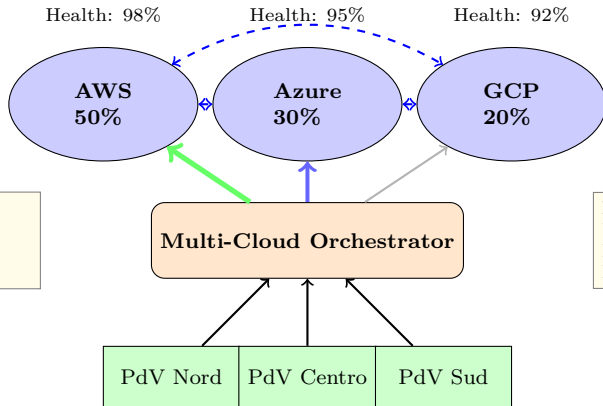 Health: 98%
Health: 95%
Health: 92%
AWS
50%
Azure
30%
GCP
20%
Multi-Cloud Orchestrator
PdV Nord
PdV Centro
PdV Sud